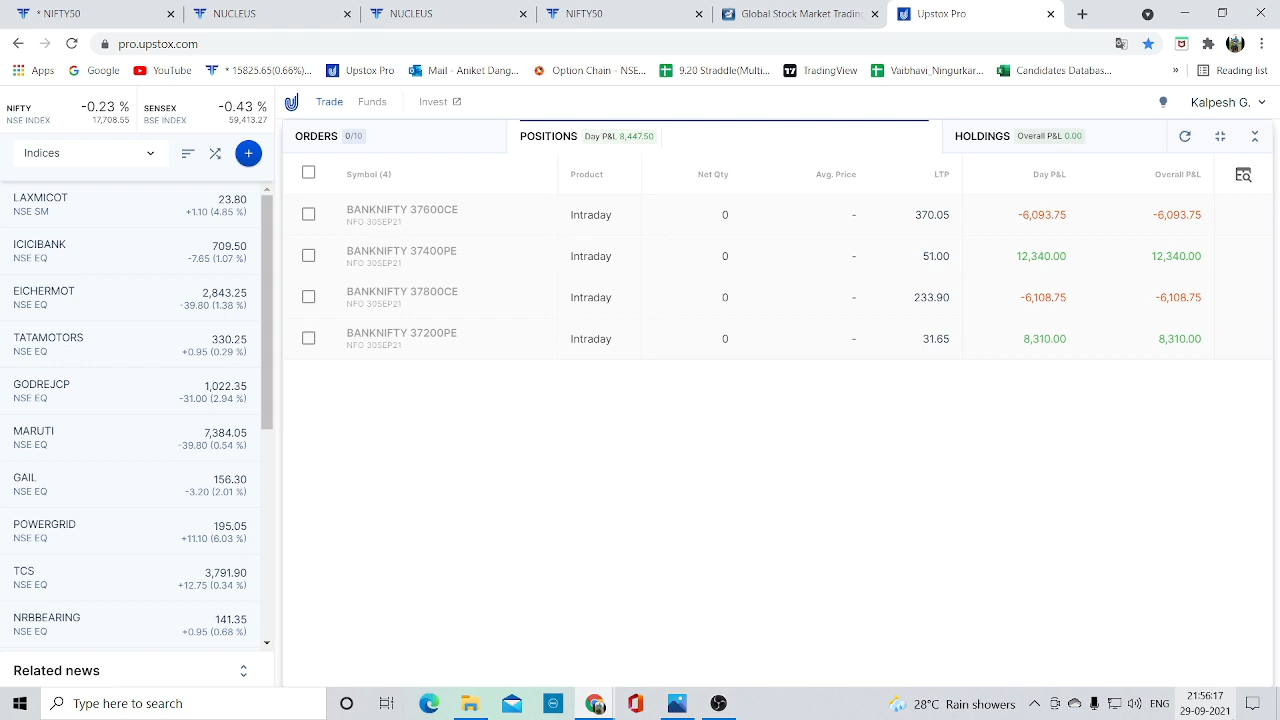 NIFTY50
NSE NUCLEUS
NUCLEUS
NIFTY50
Global Stock Market Trading
Upstox Pro
pro.upstox.com
Apps
Google
YouTube
Upstox Pro
Mail - Aniket Dang...
Option Chain - NSE...
9.20 Stradle(Multi...
Trading View
Vaibhavi_Ningurkar...
Candidates Databas...
»
Reading list
NIFTY
NSE INDEX
-0.23 %
17,708.55
SENSEX
BSE INDEX
-0.43 %
59,413.27
Trade
Funds
Invest
Kalpesh G.
ORDERS 0/10
POSITIONS Day P&L 8,447.50
HOLDINGS Overall P&L 0.00
Indices
Symbol (4) Product Net Qty Avg. Price LTP Day P&L Overall P&L
BANKNIFTY 37600CE Intraday 0 - 370.05 -6,093.75 -6,093.75
NFO 30SEP21
BANKNIFTY 37400PE Intraday 0 - 51.00 12,340.00 12,340.00
NFO 30SEP21
BANKNIFTY 37800CE Intraday 0 - 233.90 -6,108.75 -6,108.75
NFO 30SEP21
BANKNIFTY 37200PE Intraday 0 - 31.65 8,310.00 8,310.00
NFO 30SEP21
LAXMICOT 23.80
NSE SM +1.10 (4.85 %)
ICICIBANK 709.50
NSE EQ -7.65 (1.07 %)
EICHERMOT 2,843.25
NSE EQ -39.80 (1.38 %)
TATAMOTORS 330.25
NSE EQ +0.95 (0.29 %)
GODREJCP 1,022.35
NSE EQ -31.00 (2.94 %)
MARUTI 7,384.05
NSE EQ -39.80 (0.54 %)
GAIL 156.30
NSE EQ -3.20 (2.01 %)
POWERGRID 195.05
NSE EQ +11.10 (6.03 %)
TCS 3,791.90
NSE EQ +12.75 (0.34 %)
NRBBEARING 141.35
NSE EQ +0.95 (0.68 %)
Related news
Type here to search
28°C Rain showers
21:56:17
29-09-2021